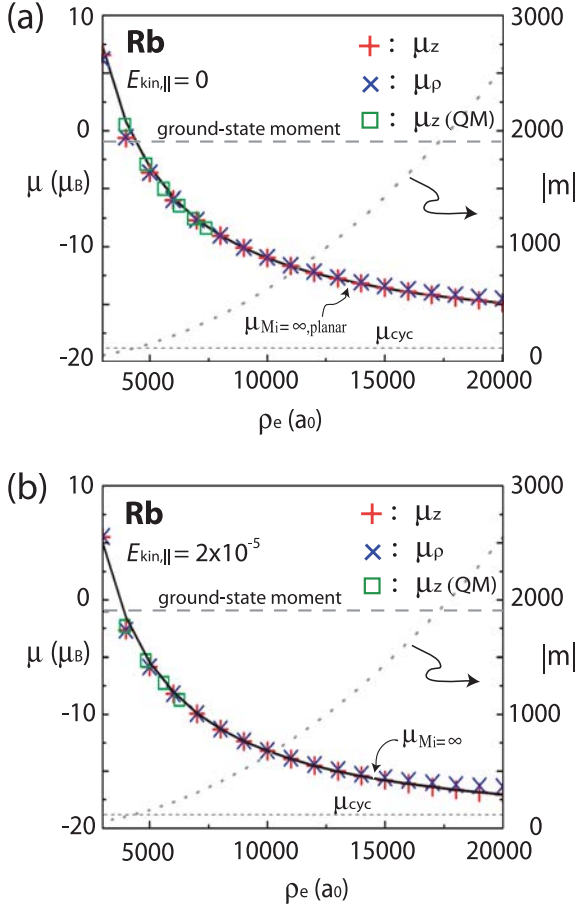 (a)
10
0
-10
-20
μ (μB)
3000
2000
1000
0
|m|
Rb
Ekin,|| = 0
+ : μz
× : μρ
□ : μz (QM)
ground-state moment
μMi=∞,planar
μcyc
5000 10000 15000 20000
ρe (a0)
(b)
10
0
-10
-20
μ (μB)
3000
2000
1000
0
|m|
Rb
Ekin,|| = 2x10-5
+ : μz
× : μρ
□ : μz (QM)
ground-state moment
μMi=∞
μcyc
5000 10000 15000 20000
ρe (a0)